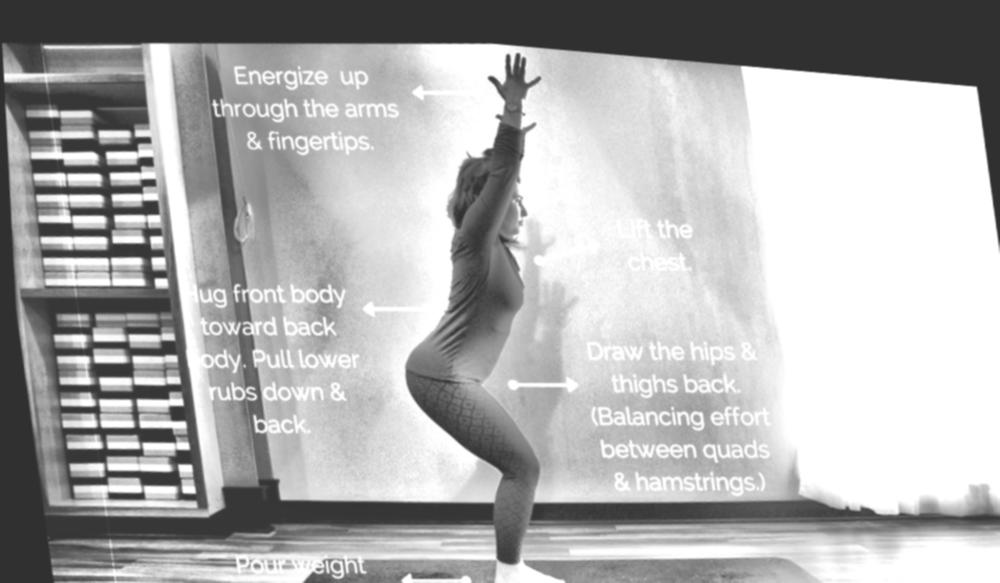 Energize up
through the arms
& fingertips.
Lift the
chest.
Hug front body
toward back
body. Pull lower
rubs down &
back.
Draw the hips &
thighs back.
(Balancing effort
between quads
& hamstrings.)
Pour weight